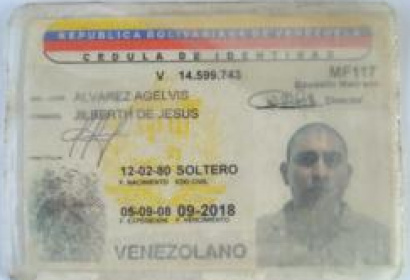 REPUBLICA BOLIVARIANA DE VENEZUELA
CEDULA DE IDENTIDAD
V 14.599.743 MF117
Director
ALVAREZ AGELVIS
JILBERTH DE JESUS
12-02-80 SOLTERO
F. NACIMIENTO EDO CIVIL
05-09-08 09-2018
F. EXPEDICION F. VENCIMIENTO
VENEZOLANO